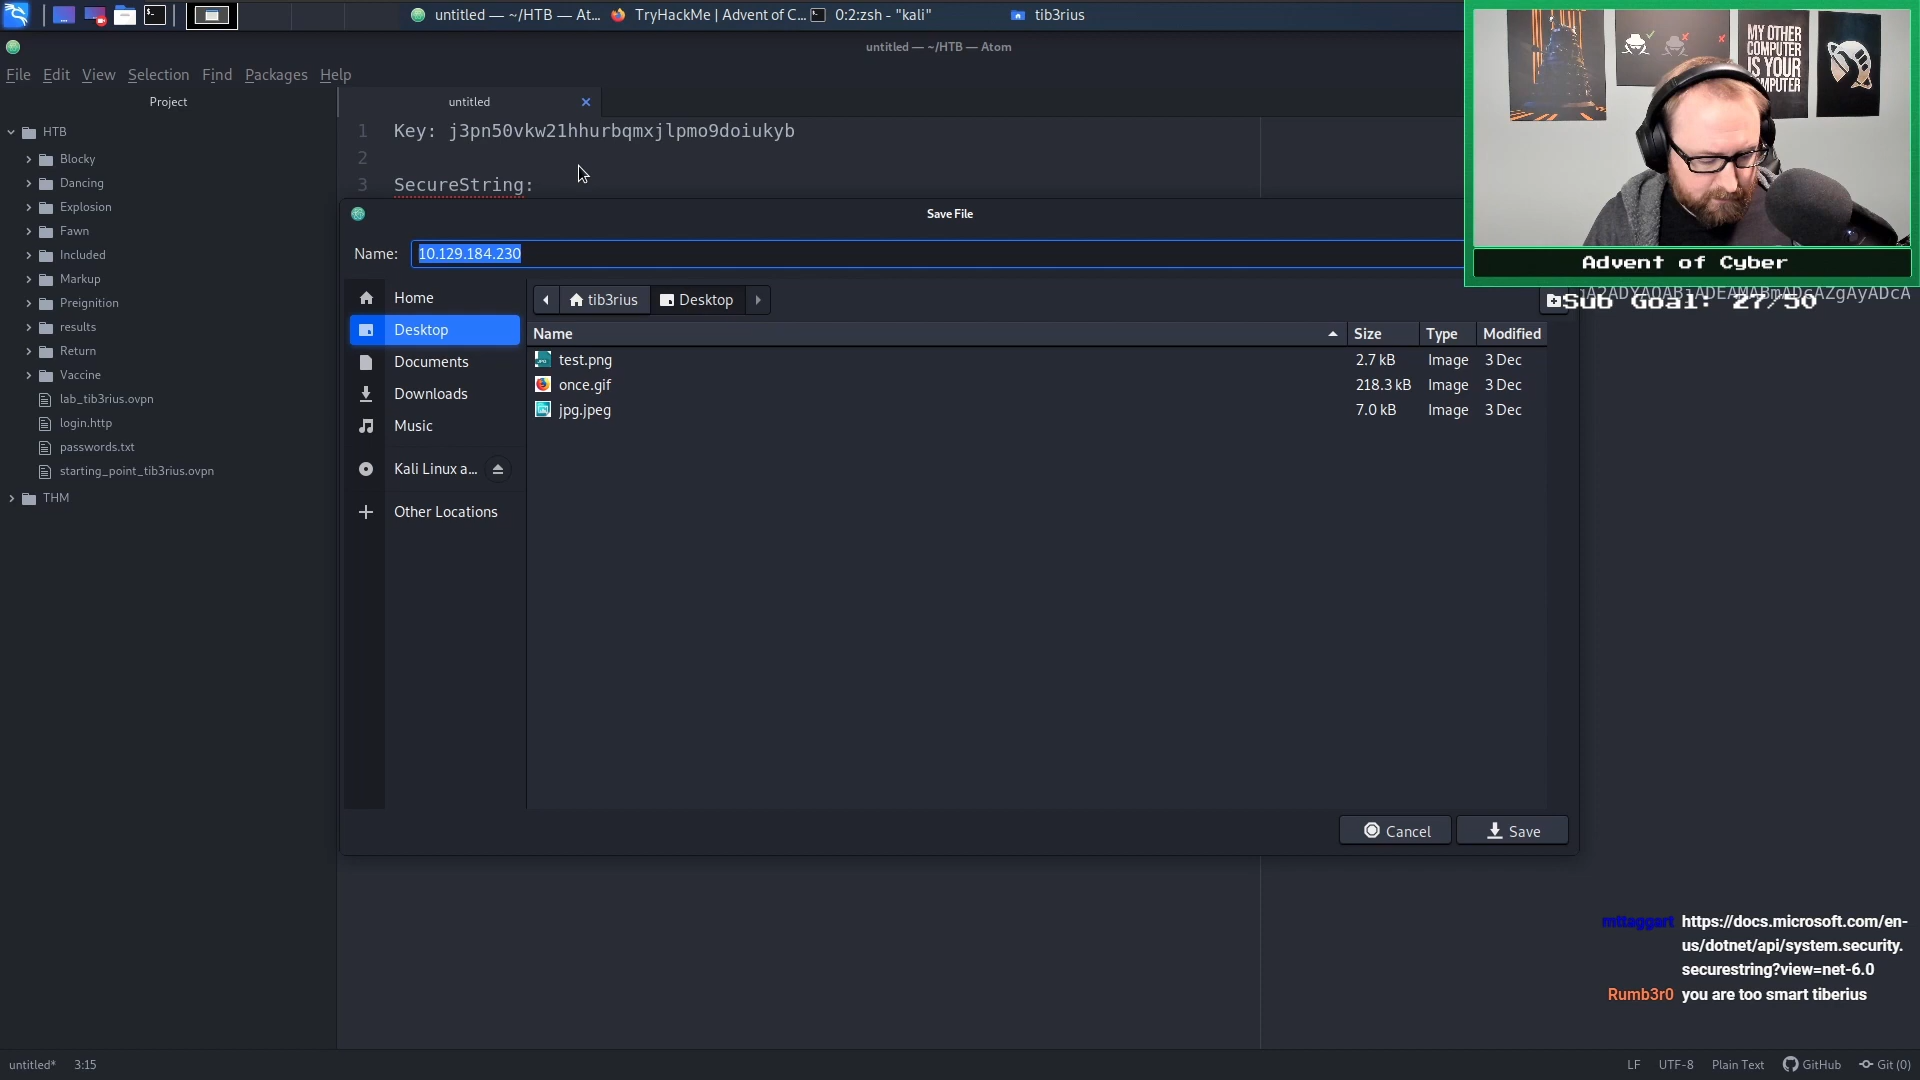 untitled — ~/HTB — At...
TryHackMe | Advent of C...
0:2:zsh - "kali"
tib3rius
untitled — ~/HTB — Atom
File Edit View Selection Find Packages Help
Project
untitled
HTB
Blocky
Dancing
Explosion
Fawn
Included
Markup
Preignition
results
Return
Vaccine
lab_tib3rius.ovpn
login.http
passwords.txt
starting_point_tib3rius.ovpn
THM
1 Key: j3pn50vkw21hhurbqmxjlpmo9doiukyb
2
3 SecureString:
Save File
Name: 10.129.184.230
Home
Desktop
Documents
Downloads
Music
Kali Linux a...
Other Locations
tib3rius Desktop
Name Size Type Modified
test.png 2.7 kB Image 3 Dec
once.gif 218.3 kB Image 3 Dec
jpg.jpeg 7.0 kB Image 3 Dec
Cancel Save
MY OTHER
COMPUTER
IS YOUR
COMPUTER
Advent of Cyber
Sub Goal: 27/50
mttaggart https://docs.microsoft.com/en-
us/dotnet/api/system.security.
securestring?view=net-6.0
Rumb3r0 you are too smart tiberius
untitled* 3:15
LF UTF-8 Plain Text GitHub Git (0)